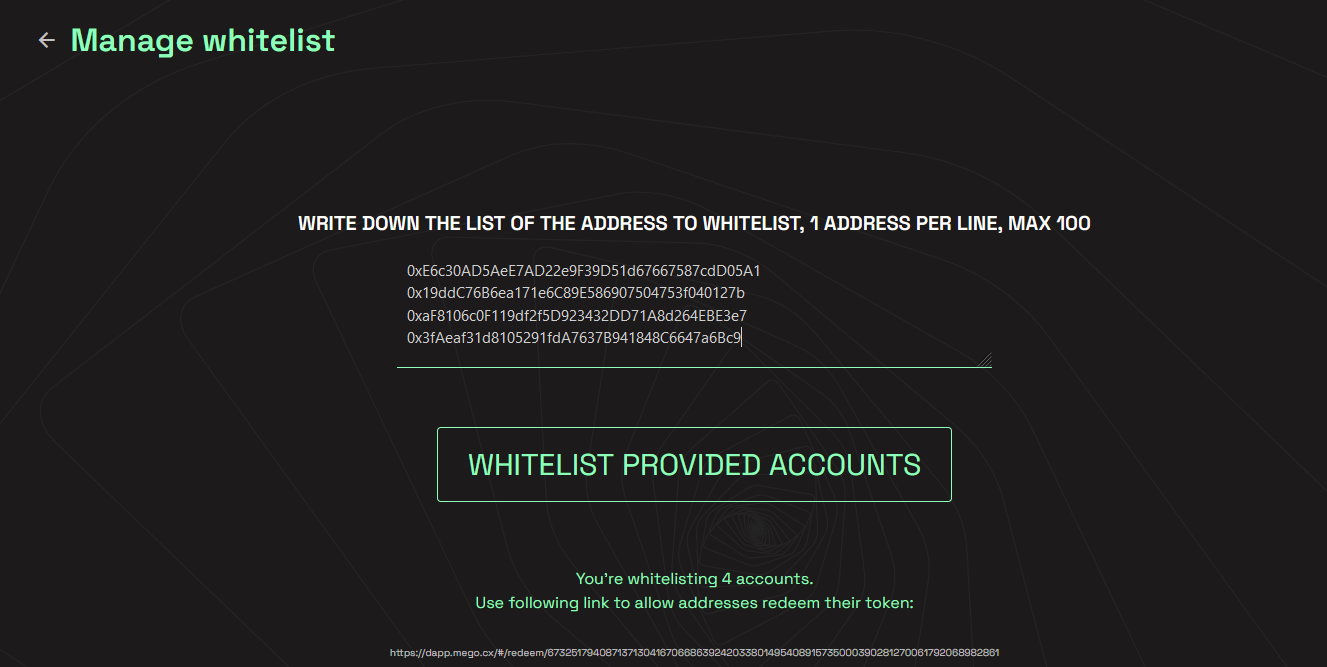 Manage whitelist
WRITE DOWN THE LIST OF THE ADDRESS TO WHITELIST, 1 ADDRESS PER LINE, MAX 100
0xE6c30AD5AeE7AD22e9F39D51d67667587cdD05A1
0x19ddC76B6ea171e6C89E586907504753f040127b
0xaF8106c0F119df2f5D923432DD71A8d264EBE3e7
0x3fAeaf31d8105291fdA7637B941848C6647a6Bc9
WHITELIST PROVIDED ACCOUNTS
You're whitelisting 4 accounts.
Use following link to allow addresses redeem their token:
https://dapp.mego.cx/#/redeem/67325179408713713041670668639242033801495408915735000390281270061792068982861